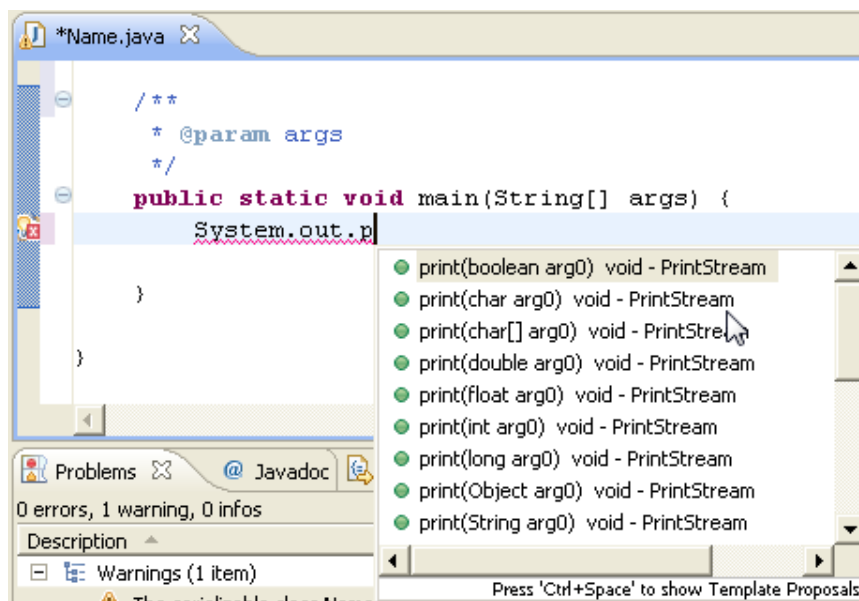 *Name.java
/**
* @param args
*/
public static void main(String[] args) {
System.out.p
print(boolean arg0) void - PrintStream
print(char arg0) void - PrintStream
print(char[] arg0) void - PrintStream
print(double arg0) void - PrintStream
print(float arg0) void - PrintStream
print(int arg0) void - PrintStream
print(long arg0) void - PrintStream
print(Object arg0) void - PrintStream
print(String arg0) void - PrintStream
Press 'Ctrl+Space' to show Template Proposals
}
}
Problems @ Javadoc
0 errors, 1 warning, 0 infos
Description
Warnings (1 item)
The serializable class Name